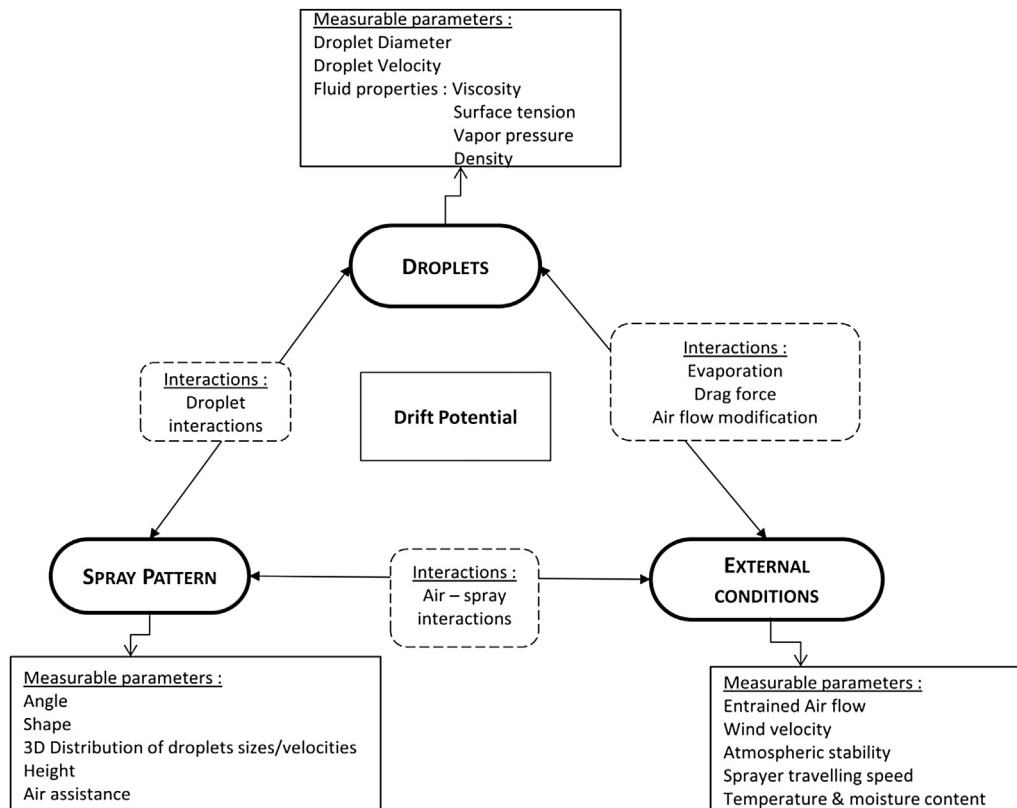 Measurable parameters :
Droplet Diameter
Droplet Velocity
Fluid properties : Viscosity
Surface tension
Vapor pressure
Density
DROPLETS
Interactions :
Droplet
interactions
Drift Potential
Interactions :
Evaporation
Drag force
Air flow modification
SPRAY PATTERN
Interactions :
Air – spray
interactions
EXTERNAL
CONDITIONS
Measurable parameters :
Angle
Shape
3D Distribution of droplets sizes/velocities
Height
Air assistance
Measurable parameters :
Entrained Air flow
Wind velocity
Atmospheric stability
Sprayer travelling speed
Temperature & moisture content